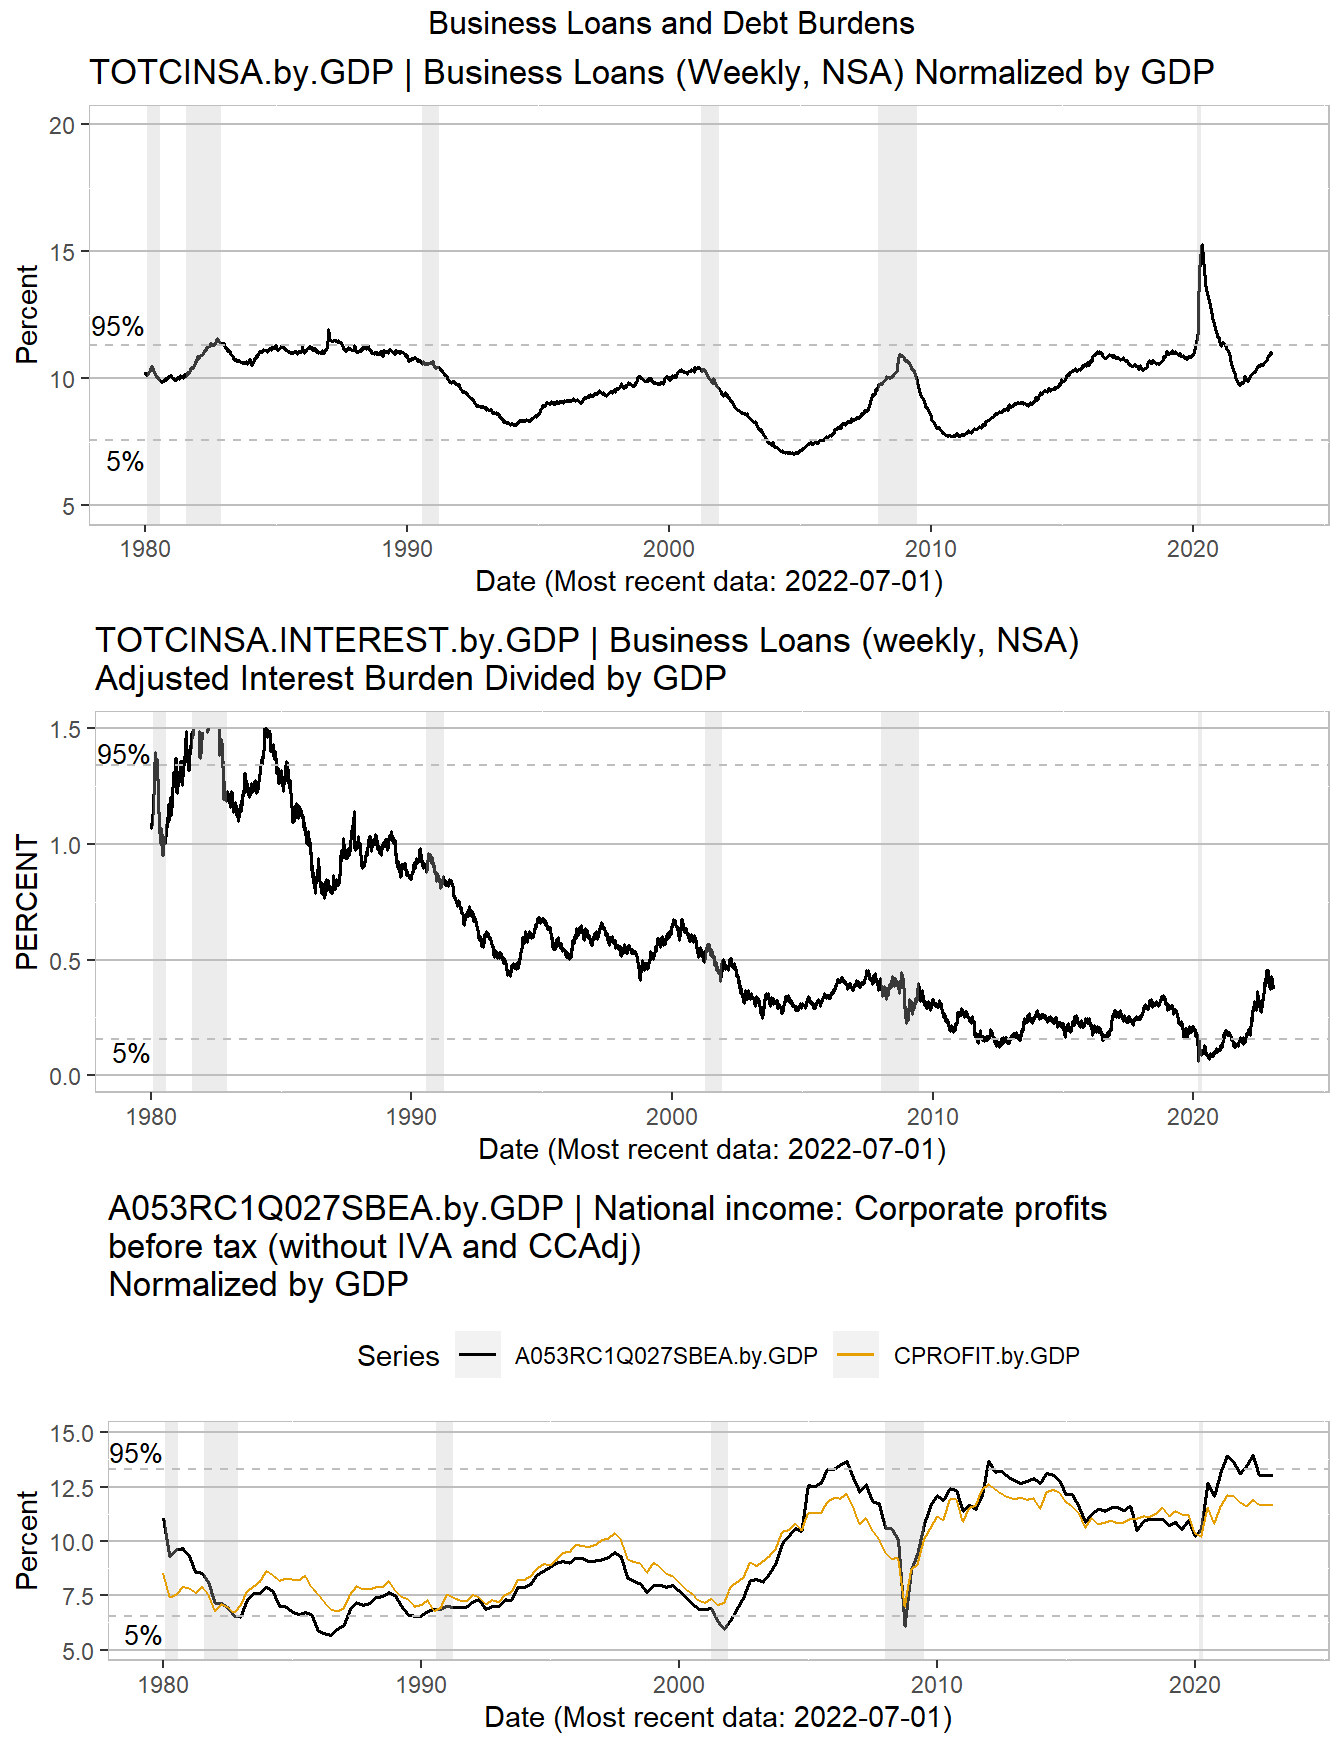 Business Loans and Debt Burdens
TOTCINSA.by.GDP | Business Loans (Weekly, NSA) Normalized by GDP
Percent
20
15
10
5
95%
5%
1980 1990 2000 2010 2020
Date (Most recent data: 2022-07-01)
TOTCINSA.INTEREST.by.GDP | Business Loans (weekly, NSA)
Adjusted Interest Burden Divided by GDP
PERCENT
1.5
1.0
0.5
0.0
95%
5%
1980 1990 2000 2010 2020
Date (Most recent data: 2022-07-01)
A053RC1Q027SBEA.by.GDP | National income: Corporate profits
before tax (without IVA and CCAdj)
Normalized by GDP
Series A053RC1Q027SBEA.by.GDP CPROFIT.by.GDP
Percent
15.0
12.5
10.0
7.5
5.0
95%
5%
1980 1990 2000 2010 2020
Date (Most recent data: 2022-07-01)